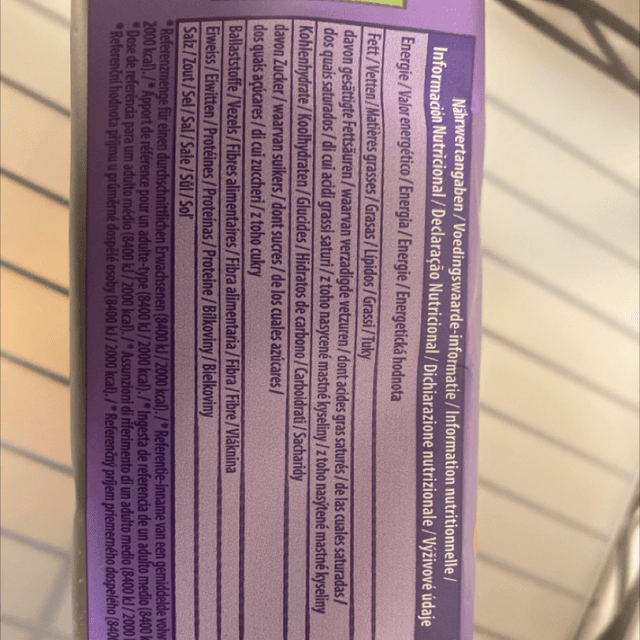 Nährwertangaben / Voedingswaarde-informatie / Information nutritionnelle /
Información Nutricional / Declaração Nutricional / Dichiarazione nutrizionale / Výživové údaje
Energie / Valor energético / Energia / Energie / Energetická hodnota
Fett / Vetten / Matières grasses / Grasas / Lípidos / Grassi / Tuky
davon gesättigte Fettsäuren / waarvan verzadigde vetzuren / dont acides gras saturés / de las cuales saturadas /
dos quais saturados / di cui acidi grassi saturi / z toho nasycené mastné kyseliny / z toho nasýtené mastné kyseliny
Kohlenhydrate / Koolhydraten / Glucides / Hidratos de carbono / Carboidrati / Sacharidy
davon Zucker / waarvan suikers / dont sucres / de los cuales azúcares /
dos quais açúcares / di cui zuccheri / z toho cukry
Ballaststoffe / Vezels / Fibres alimentaires / Fibra alimentaria / Fibra / Fibre / Vláknina
Eiweiss / Eiwitten / Protéines / Proteínas / Proteine / Bílkoviny / Bielkoviny
Salz / Zout / Sel / Sal / Sale / Sůl / Soľ
* Referenzmenge für einen durchschnittlichen Erwachsenen (8400 kJ / 2000 kcal). / * Referentie-inname van een gemiddelde
2000 kcal). / * Apport de référence pour un adulte-type (8400 kJ / 2000 kcal). / * Ingesta de referencia de un adulto medio (8400 kJ
* Dose de referência para um adulto médio (8400 kJ / 2000 kcal). / * Assunzioni di riferimento di un adulto medio (8400 kJ / 2000
* Referenční hodnota příjmu u průměrné dospělé osoby (8400 kJ / 2000 kcal). / * Referenčný príjem priemerného dospelého (8400